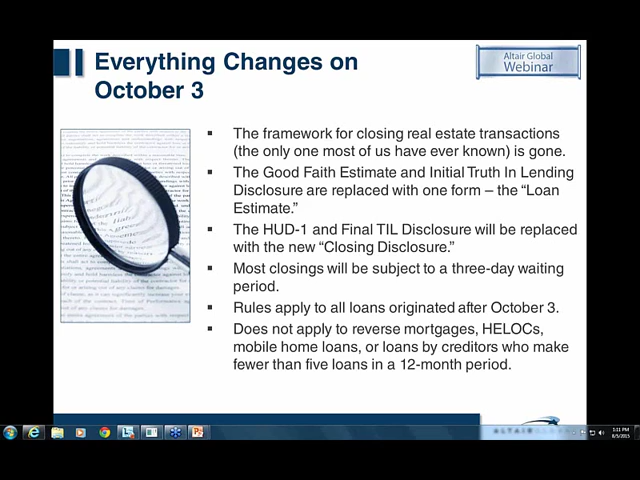 Everything Changes on
October 3
Altair Global
Webinar
▪ The framework for closing real estate transactions
(the only one most of us have ever known) is gone.
▪ The Good Faith Estimate and Initial Truth In Lending
Disclosure are replaced with one form – the “Loan
Estimate.”
▪ The HUD-1 and Final TIL Disclosure will be replaced
with the new “Closing Disclosure.”
▪ Most closings will be subject to a three-day waiting
period.
▪ Rules apply to all loans originated after October 3.
▪ Does not apply to reverse mortgages, HELOCs,
mobile home loans, or loans by creditors who make
fewer than five loans in a 12-month period.
ALTAIR
1:11 PM
8/5/2015